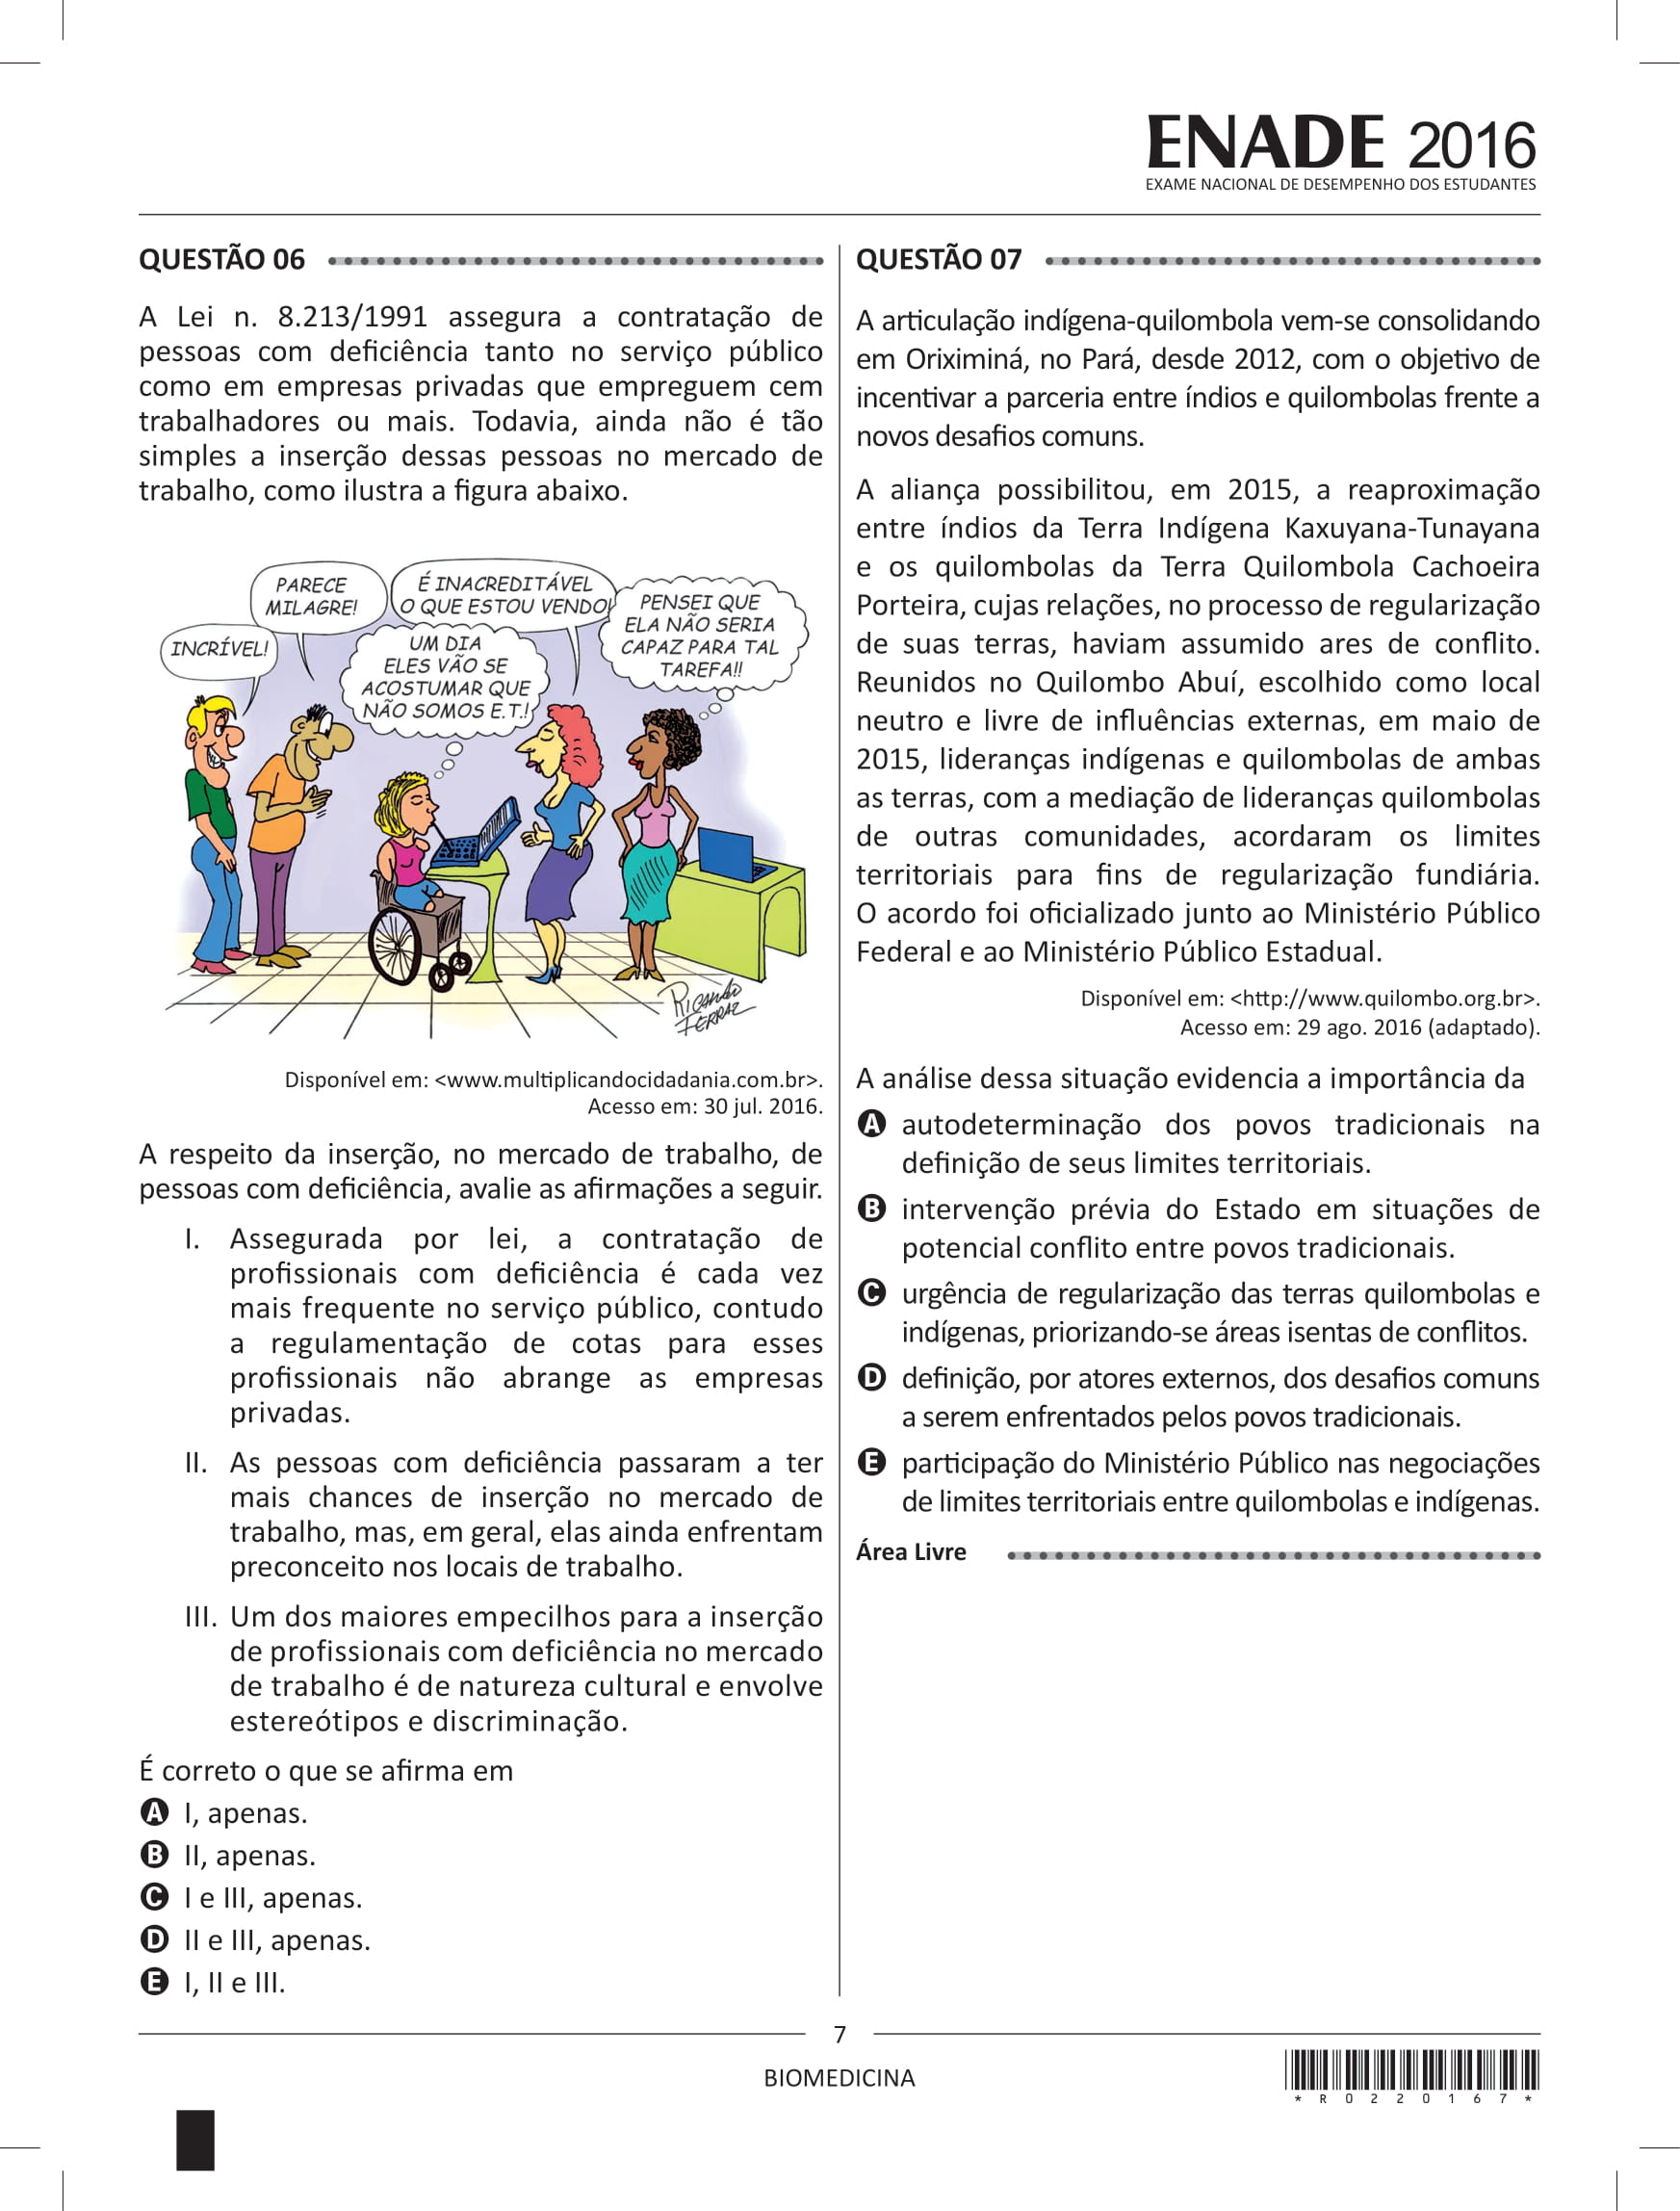 ENADE 2016
EXAME NACIONAL DE DESEMPENHO DOS ESTUDANTES
QUESTÃO 06
A Lei n. 8.213/1991 assegura a contratação de
pessoas com deficiência tanto no serviço público
como em empresas privadas que empreguem cem
trabalhadores ou mais. Todavia, ainda não é tão
simples a inserção dessas pessoas no mercado de
trabalho, como ilustra a figura abaixo.
INCRÍVEL!
PARECE
MILAGRE!
UM DIA
ELES VÃO SE
ACOSTUMAR QUE
NÃO SOMOS E.T.!
É INACREDITÁVEL
O QUE ESTOU VENDO!
PENSEI QUE
ELA NÃO SERIA
CAPAZ PARA TAL
TAREFA!!
RICARDO
FERRAZ
Disponível em: <www.multiplicandocidadania.com.br>.
Acesso em: 30 jul. 2016.
A respeito da inserção, no mercado de trabalho, de
pessoas com deficiência, avalie as afirmações a seguir.
I. Assegurada por lei, a contratação de
profissionais com deficiência é cada vez
mais frequente no serviço público, contudo
a regulamentação de cotas para esses
profissionais não abrange as empresas
privadas.
II. As pessoas com deficiência passaram a ter
mais chances de inserção no mercado de
trabalho, mas, em geral, elas ainda enfrentam
preconceito nos locais de trabalho.
III. Um dos maiores empecilhos para a inserção
de profissionais com deficiência no mercado
de trabalho é de natureza cultural e envolve
estereótipos e discriminação.
É correto o que se afirma em
A I, apenas.
B II, apenas.
C I e III, apenas.
D II e III, apenas.
E I, II e III.
QUESTÃO 07
A articulação indígena-quilombola vem-se consolidando
em Oriximiná, no Pará, desde 2012, com o objetivo de
incentivar a parceria entre índios e quilombolas frente a
novos desafios comuns.
A aliança possibilitou, em 2015, a reaproximação
entre índios da Terra Indígena Kaxuyana-Tunayana
e os quilombolas da Terra Quilombola Cachoeira
Porteira, cujas relações, no processo de regularização
de suas terras, haviam assumido ares de conflito.
Reunidos no Quilombo Abuí, escolhido como local
neutro e livre de influências externas, em maio de
2015, lideranças indígenas e quilombolas de ambas
as terras, com a mediação de lideranças quilombolas
de outras comunidades, acordaram os limites
territoriais para fins de regularização fundiária.
O acordo foi oficializado junto ao Ministério Público
Federal e ao Ministério Público Estadual.
Disponível em: <http://www.quilombo.org.br>.
Acesso em: 29 ago. 2016 (adaptado).
A análise dessa situação evidencia a importância da
A autodeterminação dos povos tradicionais na
definição de seus limites territoriais.
B intervenção prévia do Estado em situações de
potencial conflito entre povos tradicionais.
C urgência de regularização das terras quilombolas e
indígenas, priorizando-se áreas isentas de conflitos.
D definição, por atores externos, dos desafios comuns
a serem enfrentados pelos povos tradicionais.
E participação do Ministério Público nas negociações
de limites territoriais entre quilombolas e indígenas.
Área Livre
7
BIOMEDICINA
* R 0 2 2 0 1 6 7 *